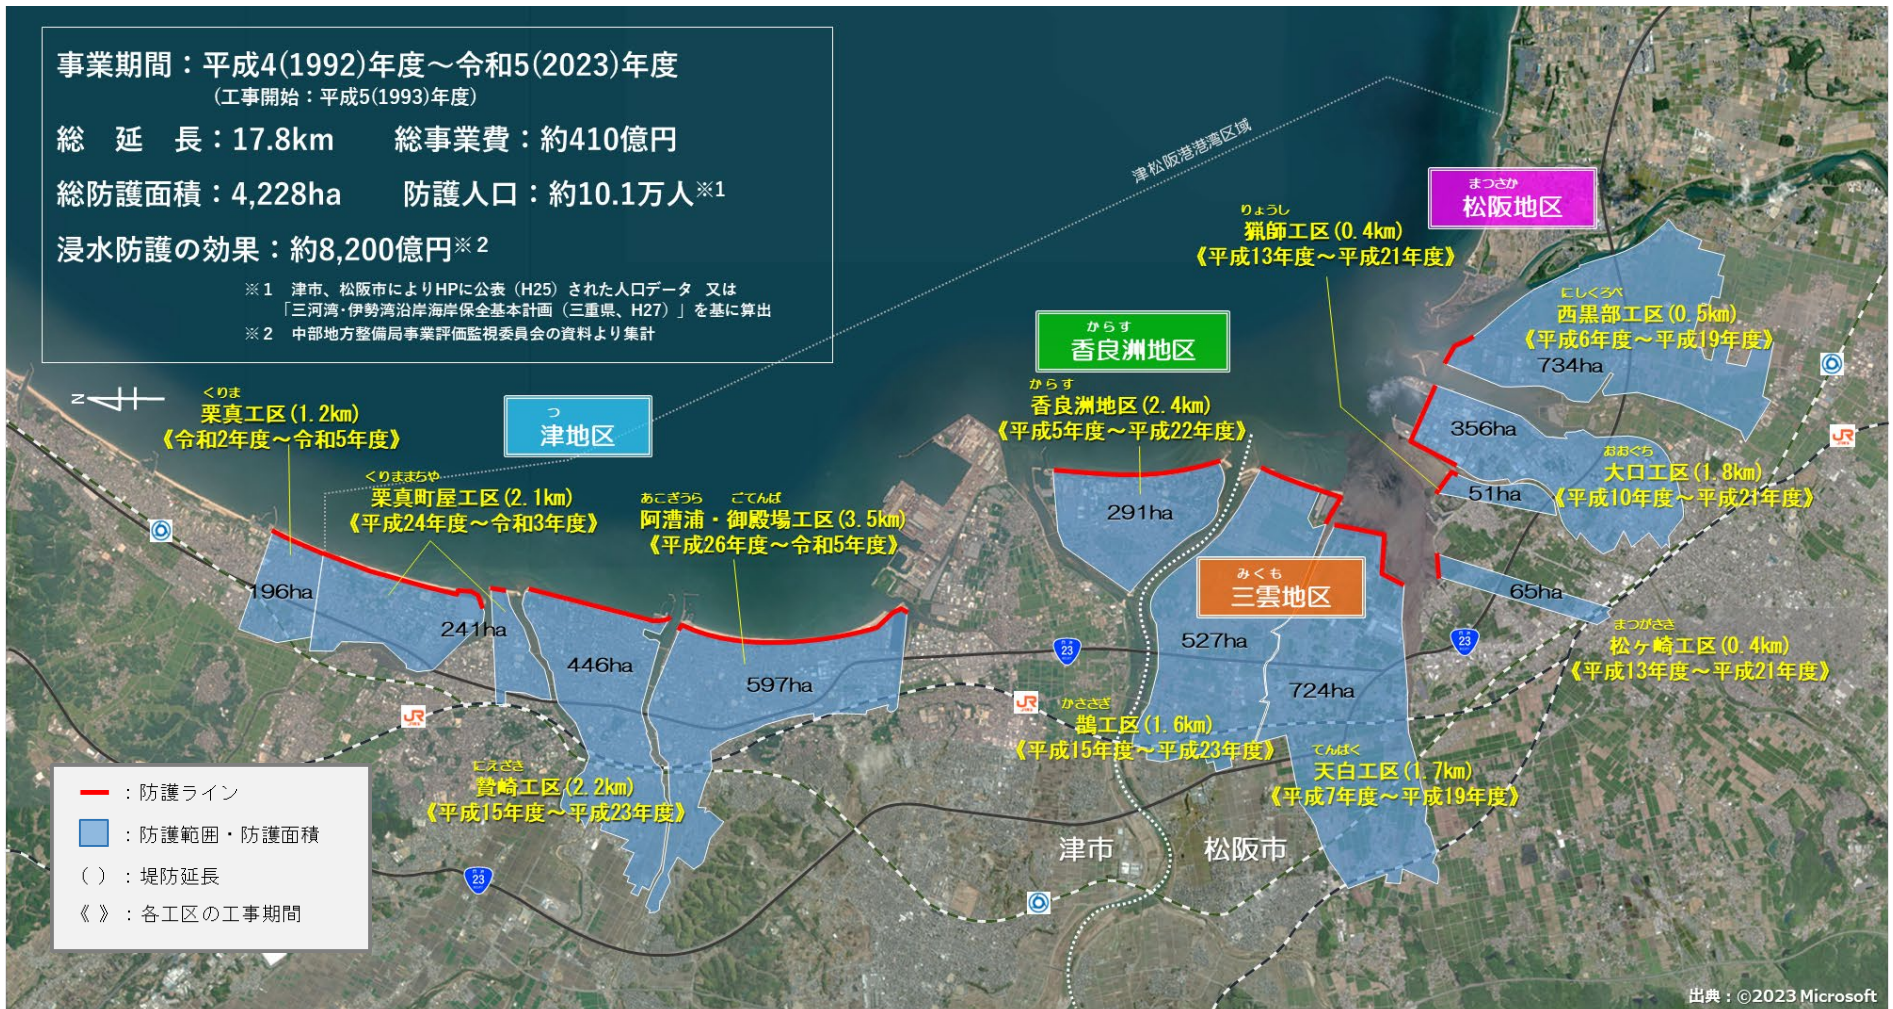 事業期間：平成4(1992)年度～令和5(2023)年度
(工事開始：平成5(1993)年度)
総 延 長：17.8km 総事業費：約410億円
総防護面積：4,228ha 防護人口：約10.1万人※1
浸水防護の効果：約8,200億円※2
※1 津市、松阪市によりHPに公表（H25）された人口データ 又は
「三河湾・伊勢湾沿岸海岸保全基本計画（三重県、H27）」を基に算出
※2 中部地方整備局事業評価監視委員会の資料より集計
津松阪港港湾区域
まつさか
松阪地区
りょうし
猟師工区(0.4km)
《平成13年度～平成21年度》
にしくろべ
西黒部工区(0.5km)
《平成6年度～平成19年度》
734ha
からす
香良洲地区
からす
香良洲地区(2.4km)
《平成5年度～平成22年度》
N
くりま
栗真工区(1.2km)
《令和2年度～令和5年度》
つ
津地区
くりままちや
栗真町屋工区(2.1km)
《平成24年度～令和3年度》
あこぎうら ごてんば
阿漕浦・御殿場工区(3.5km)
《平成26年度～令和5年度》
356ha
JR
おおぐち
大口工区(1.8km)
《平成10年度～平成21年度》
51ha
291ha
196ha
241ha
446ha
597ha
みくも
三雲地区
65ha
527ha
724ha
23
23
まつがさき
松ヶ崎工区(0.4km)
《平成13年度～平成21年度》
JR
JR
かささぎ
鵲工区(1.6km)
《平成15年度～平成23年度》
てんぱく
天白工区(1.7km)
《平成7年度～平成19年度》
にえざき
贄崎工区(2.2km)
《平成15年度～平成23年度》
：防護ライン
：防護範囲・防護面積
( )：堤防延長
《 》：各工区の工事期間
23
津市
松阪市
出典：©2023 Microsoft